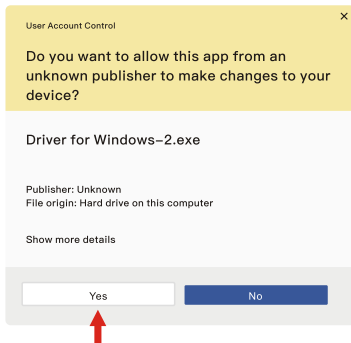 User Account Control
Do you want to allow this app from an
unknown publisher to make changes to your
device?
Driver for Windows-2.exe
Publisher: Unknown
File origin: Hard drive on this computer
Show more details
Yes
No